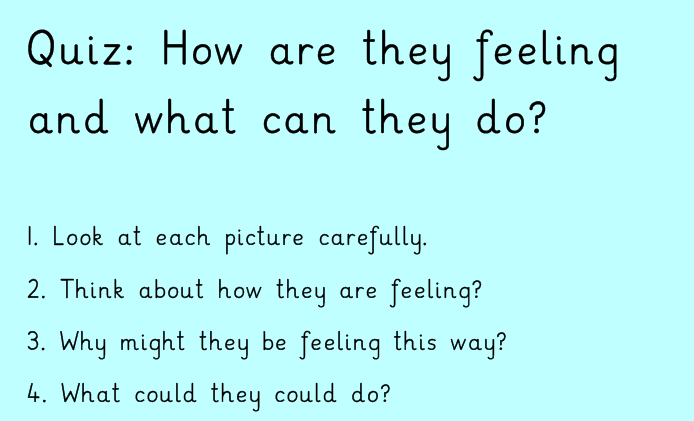 Quiz: How are they feeling
and what can they do?
1. Look at each picture carefully.
2. Think about how they are feeling?
3. Why might they be feeling this way?
4. What could they could do?